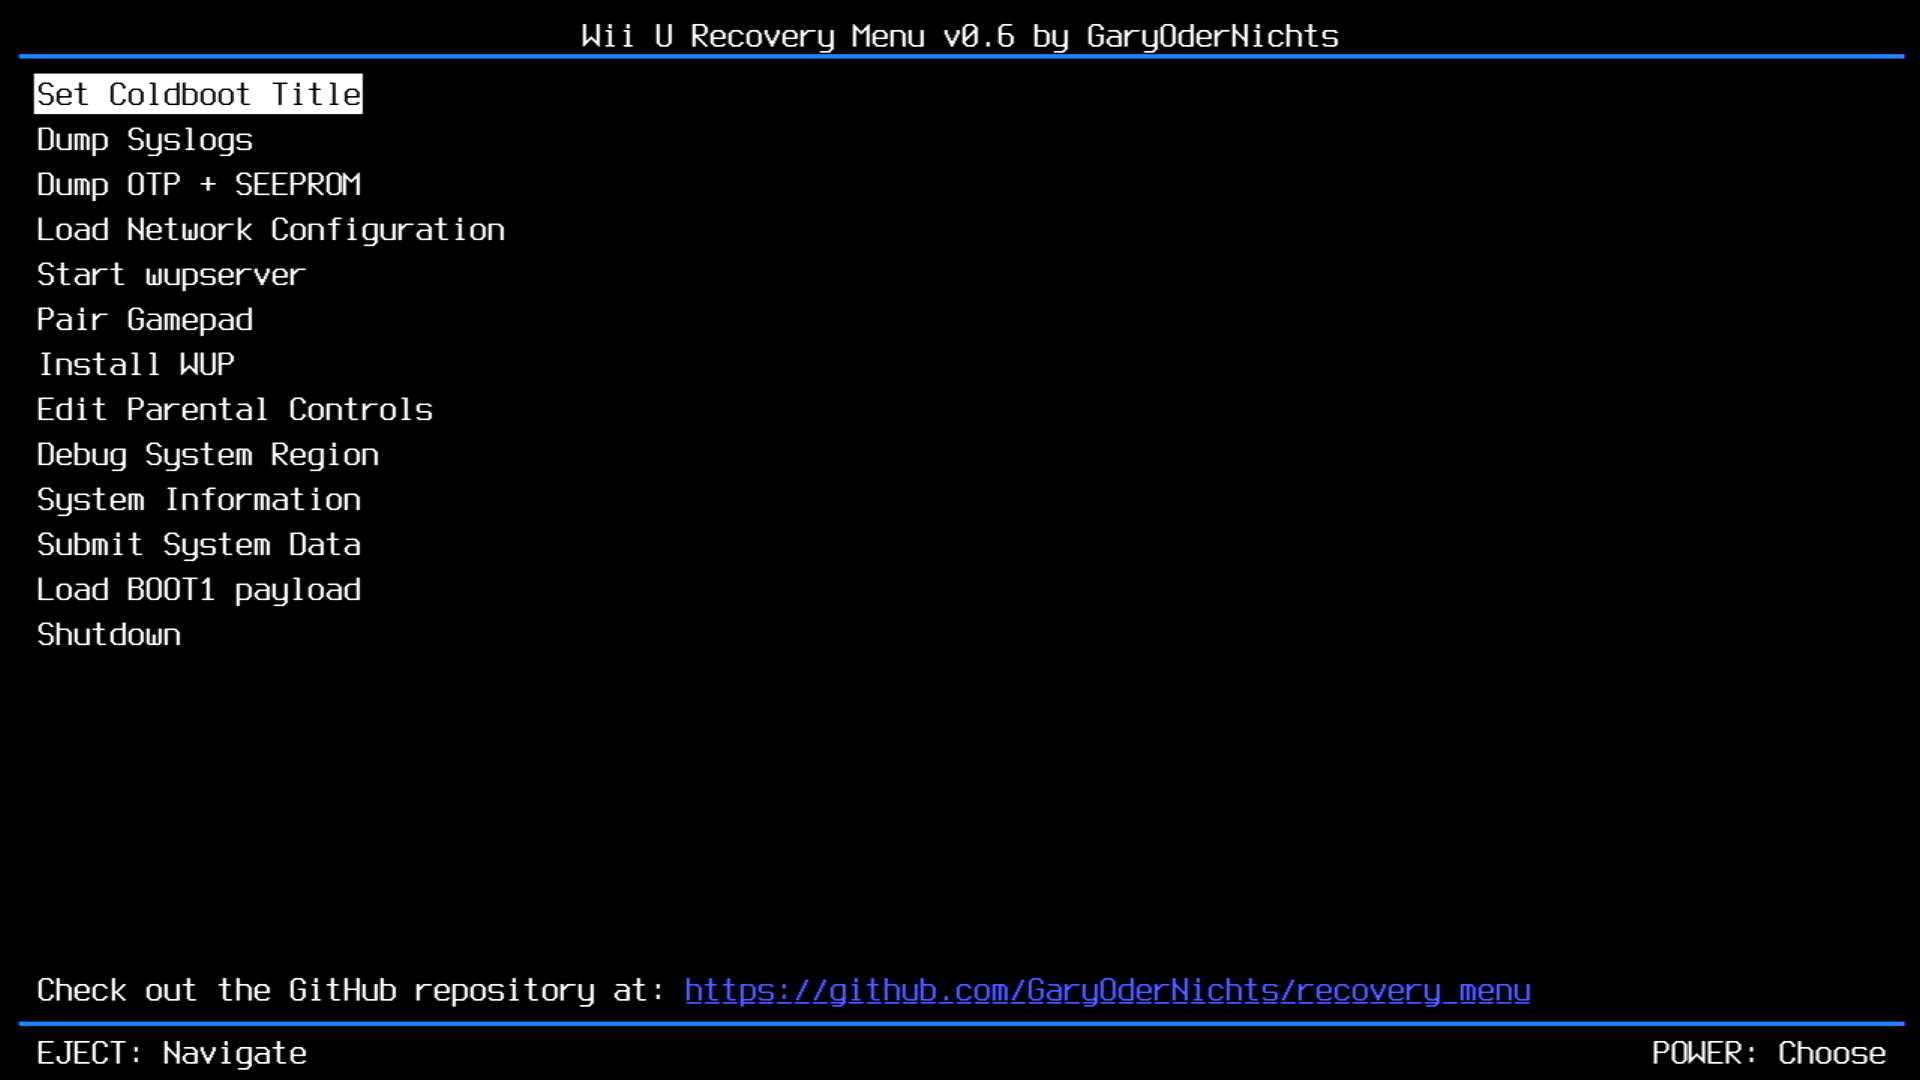 Wii U Recovery Menu v0.6 by GaryOderNichts
Set Coldboot Title
Dump Syslogs
Dump OTP + SEEPROM
Load Network Configuration
Start wupserver
Pair Gamepad
Install WUP
Edit Parental Controls
Debug System Region
System Information
Submit System Data
Load BOOT1 payload
Shutdown
Check out the GitHub repository at: https://github.com/GaryOderNichts/recovery_menu
EJECT: Navigate
POWER: Choose